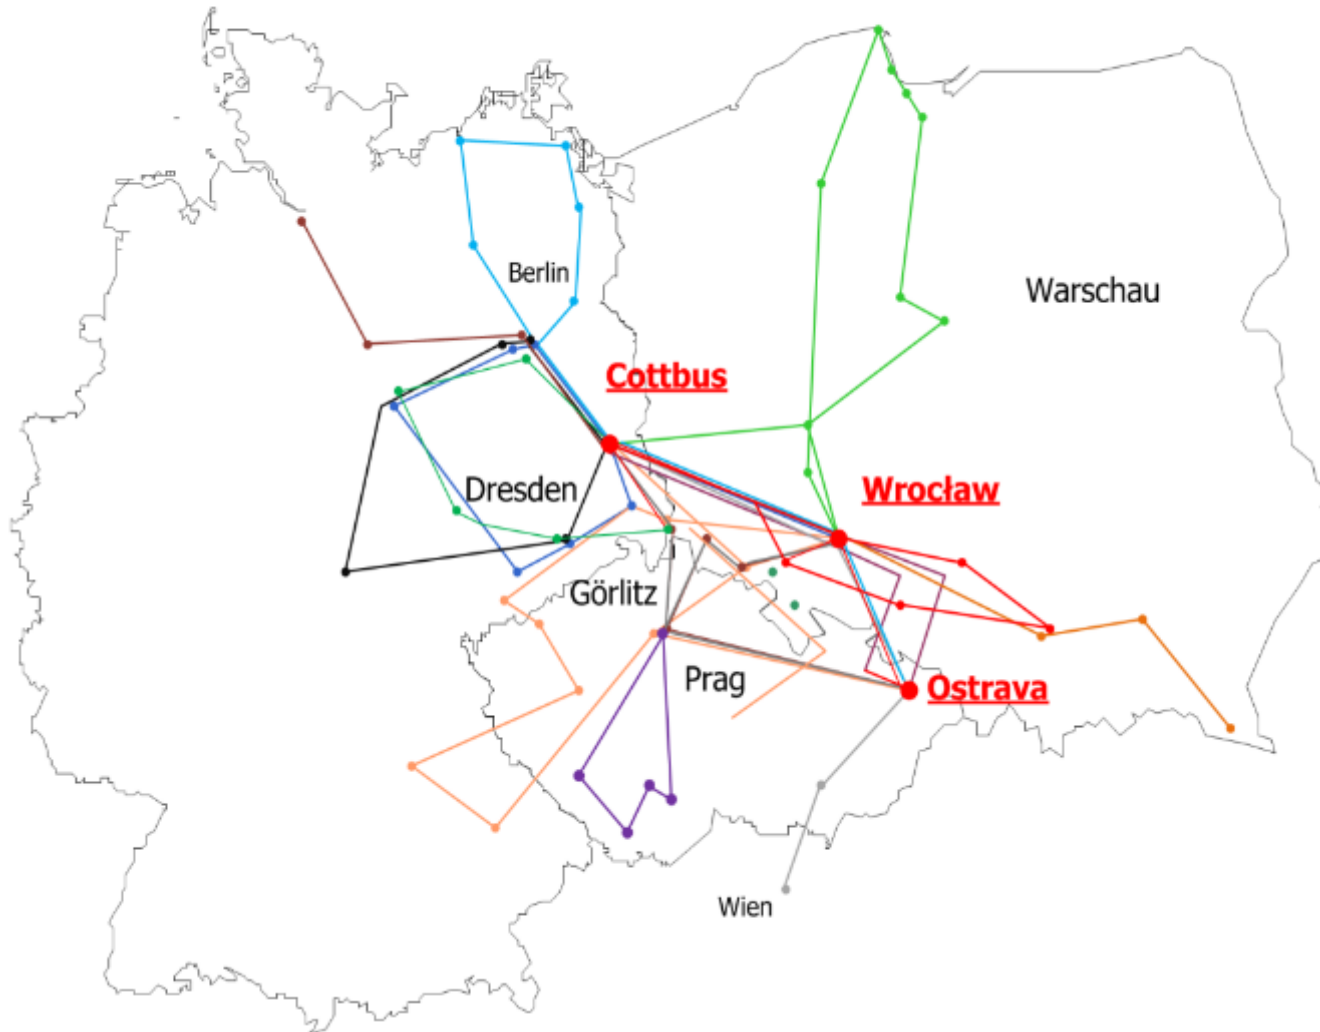 Berlin
Warschau
Cottbus
Dresden
Wrocław
Görlitz
Prag
Ostrava
Wien